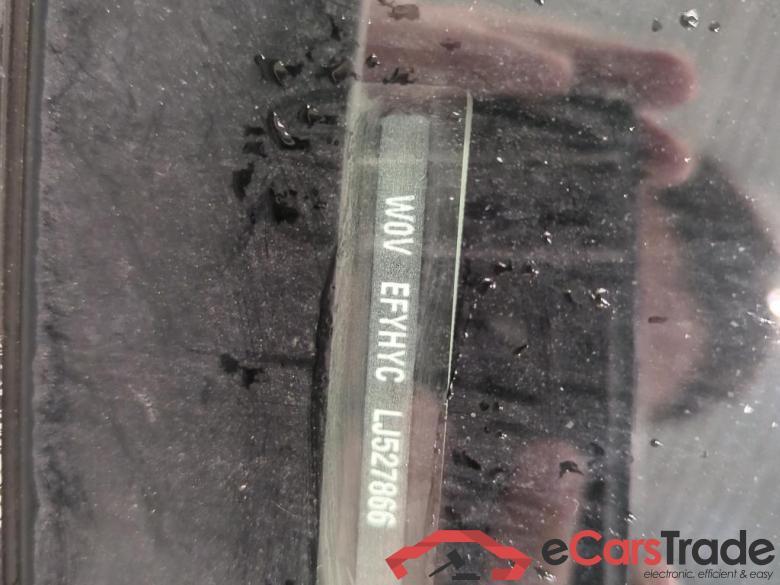 W0V EFYHYC LJ527866
eCarsTrade
electronic. efficient & easy